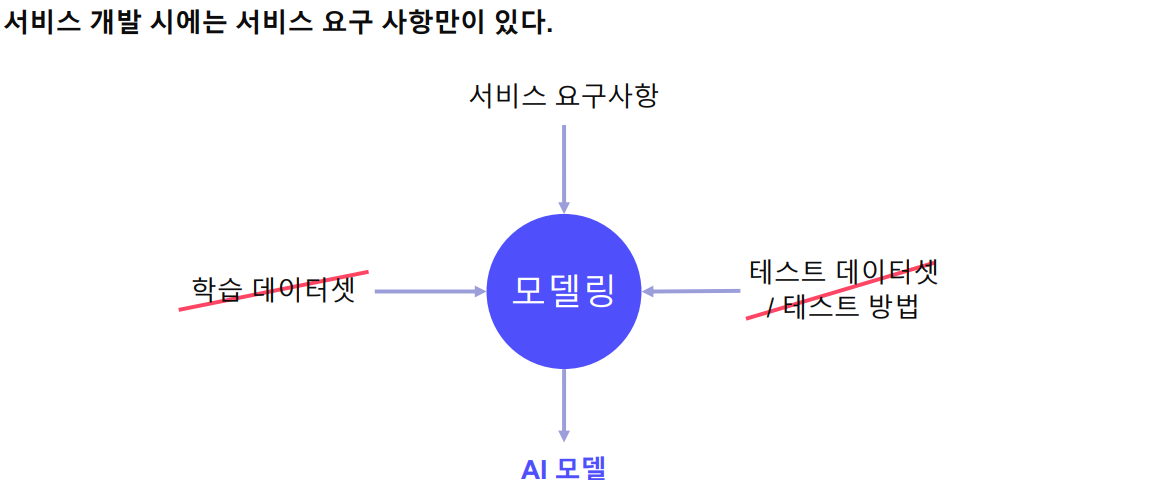 서비스 개발 시에는 서비스 요구 사항만이 있다.
서비스 요구사항
학습 데이터셋
모델링
테스트 데이터셋
/ 테스트 방법
AI 모델